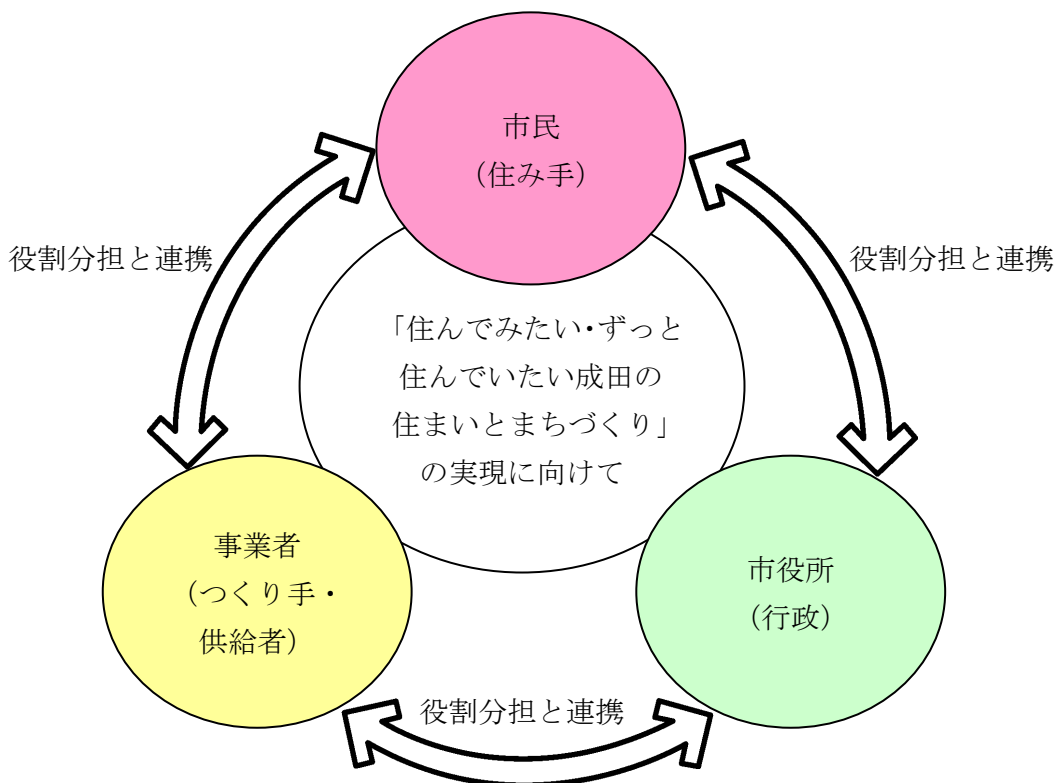 市民
（住み手）
役割分担と連携
役割分担と連携
「住んでみたい・ずっと
住んでいたい成田の
住まいとまちづくり」
の実現に向けて
事業者
（つくり手・
供給者）
市役所
（行政）
役割分担と連携